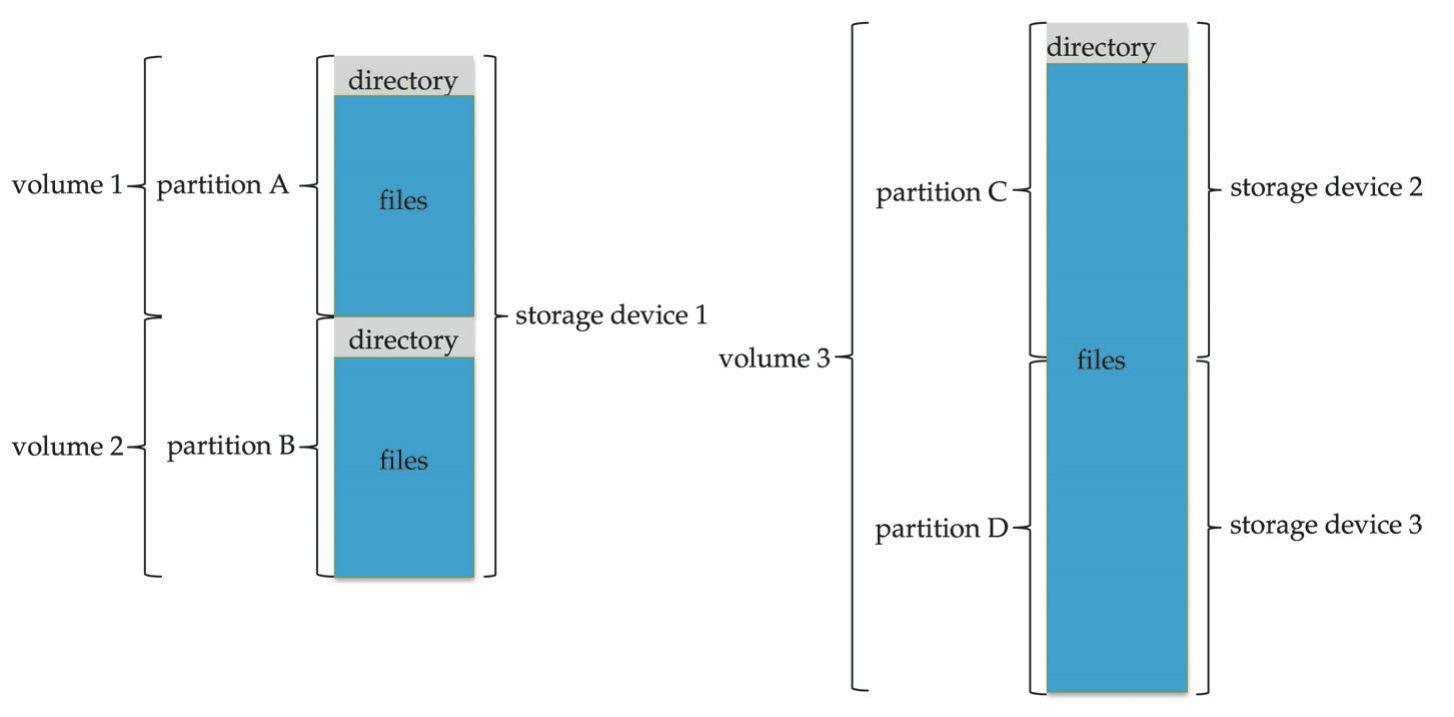 directory
volume 1
partition A
files
storage device 1
directory
volume 2
partition B
files
directory
partition C
storage device 2
volume 3
files
partition D
storage device 3